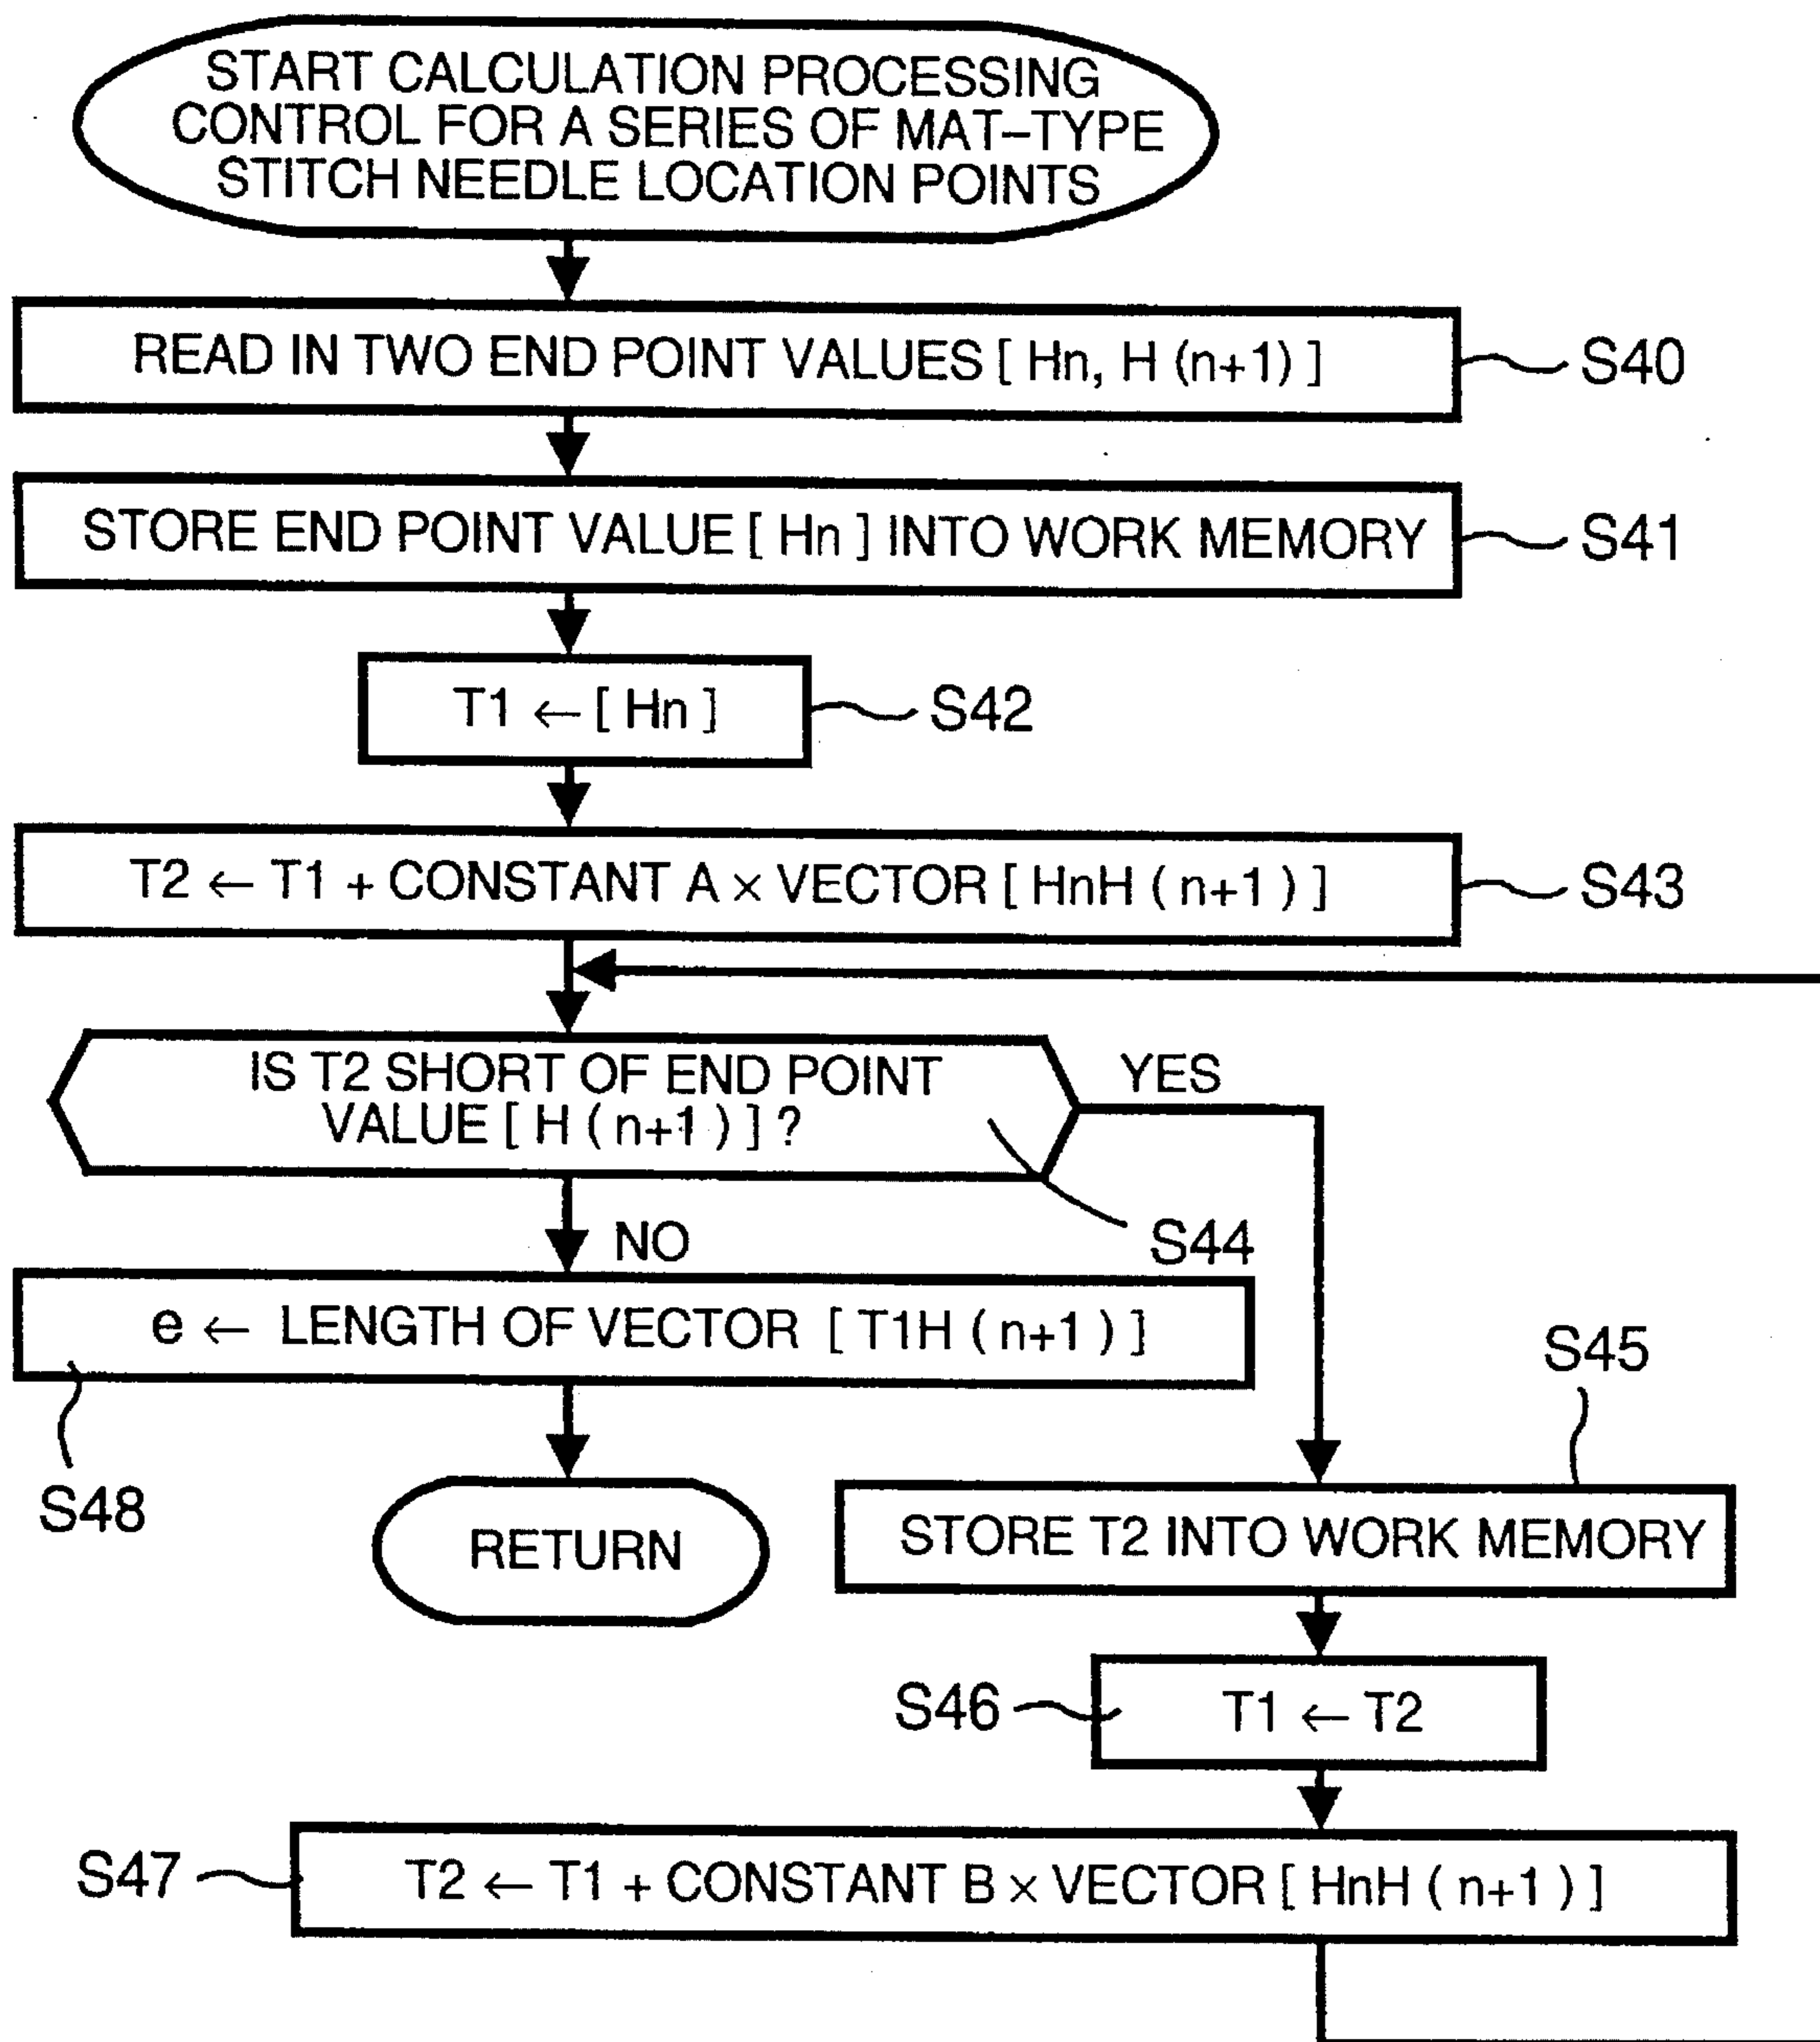 START CALCULATION PROCESSING
CONTROL FOR A SERIES OF MAT-TYPE
STITCH NEEDLE LOCATION POINTS
READ IN TWO END POINT VALUES [ Hn, H (n+1) ]
S40
STORE END POINT VALUE [ Hn ] INTO WORK MEMORY
S41
T1 ← [ Hn ]
S42
T2 ← T1 + CONSTANT A × VECTOR [ HnH ( n+1 ) ]
S43
IS T2 SHORT OF END POINT
VALUE [ H ( n+1 ) ] ?
YES
S44
NO
e ← LENGTH OF VECTOR [ T1H ( n+1 ) ]
S48
RETURN
S45
STORE T2 INTO WORK MEMORY
S46
T1 ← T2
S47
T2 ← T1 + CONSTANT B × VECTOR [ HnH ( n+1 ) ]